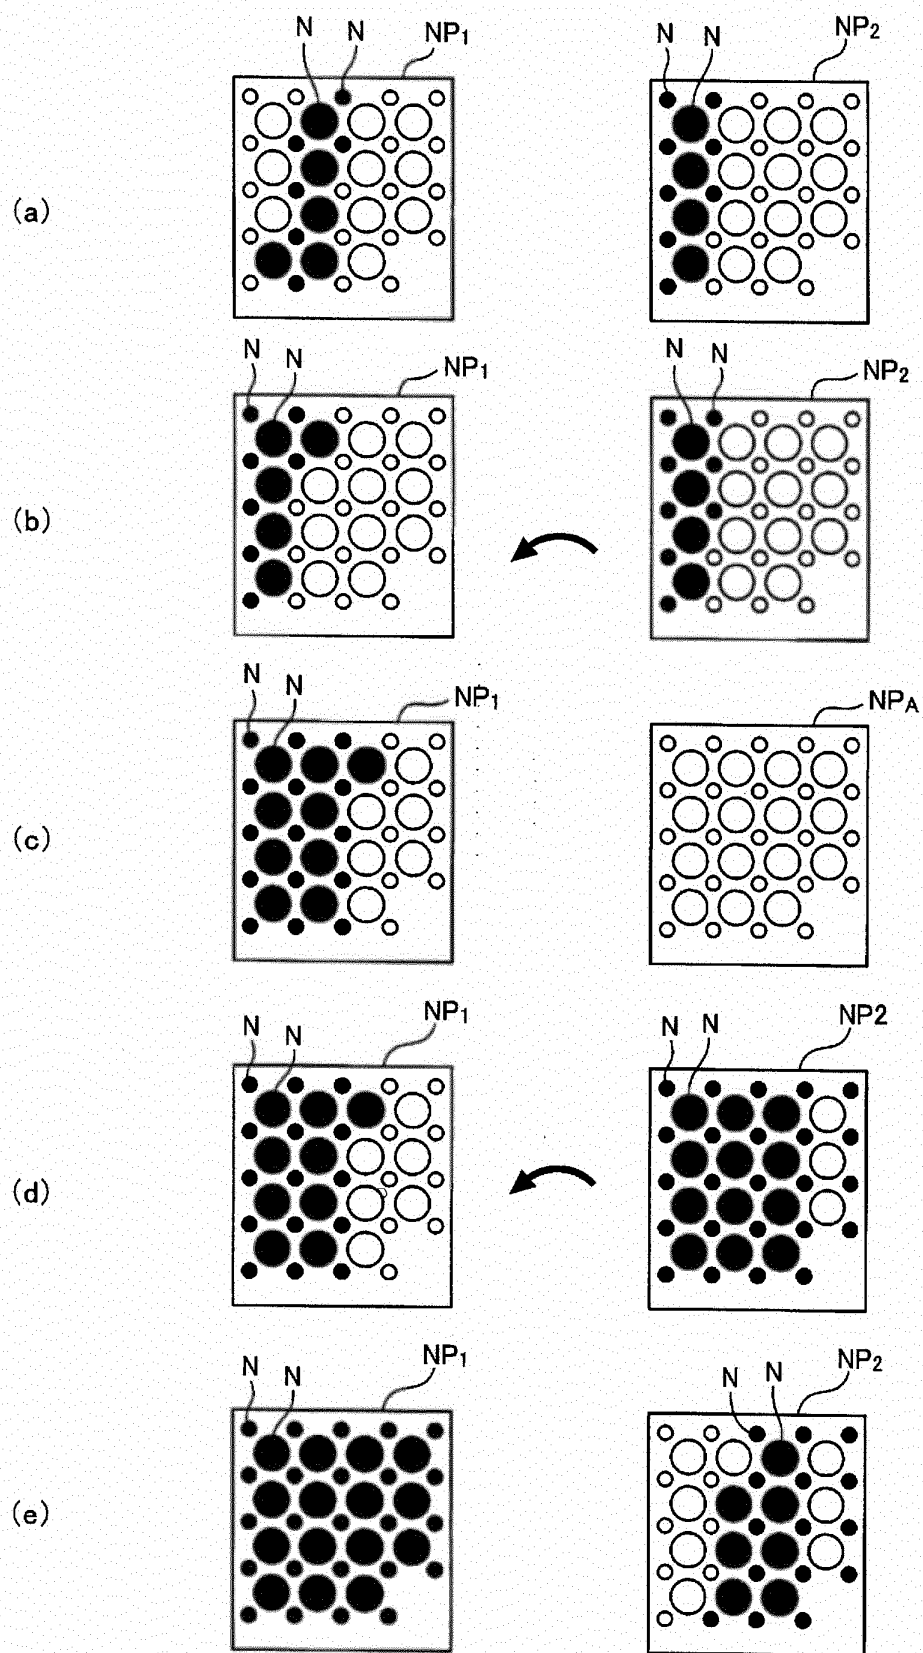 N N NP₁ N N NP₂
(a)
N N NP₁ N N NP₂
(b)
N N NP₁ NPA
(c)
N N NP₁ N N NP2
(d)
N N NP₁ N N NP₂
(e)